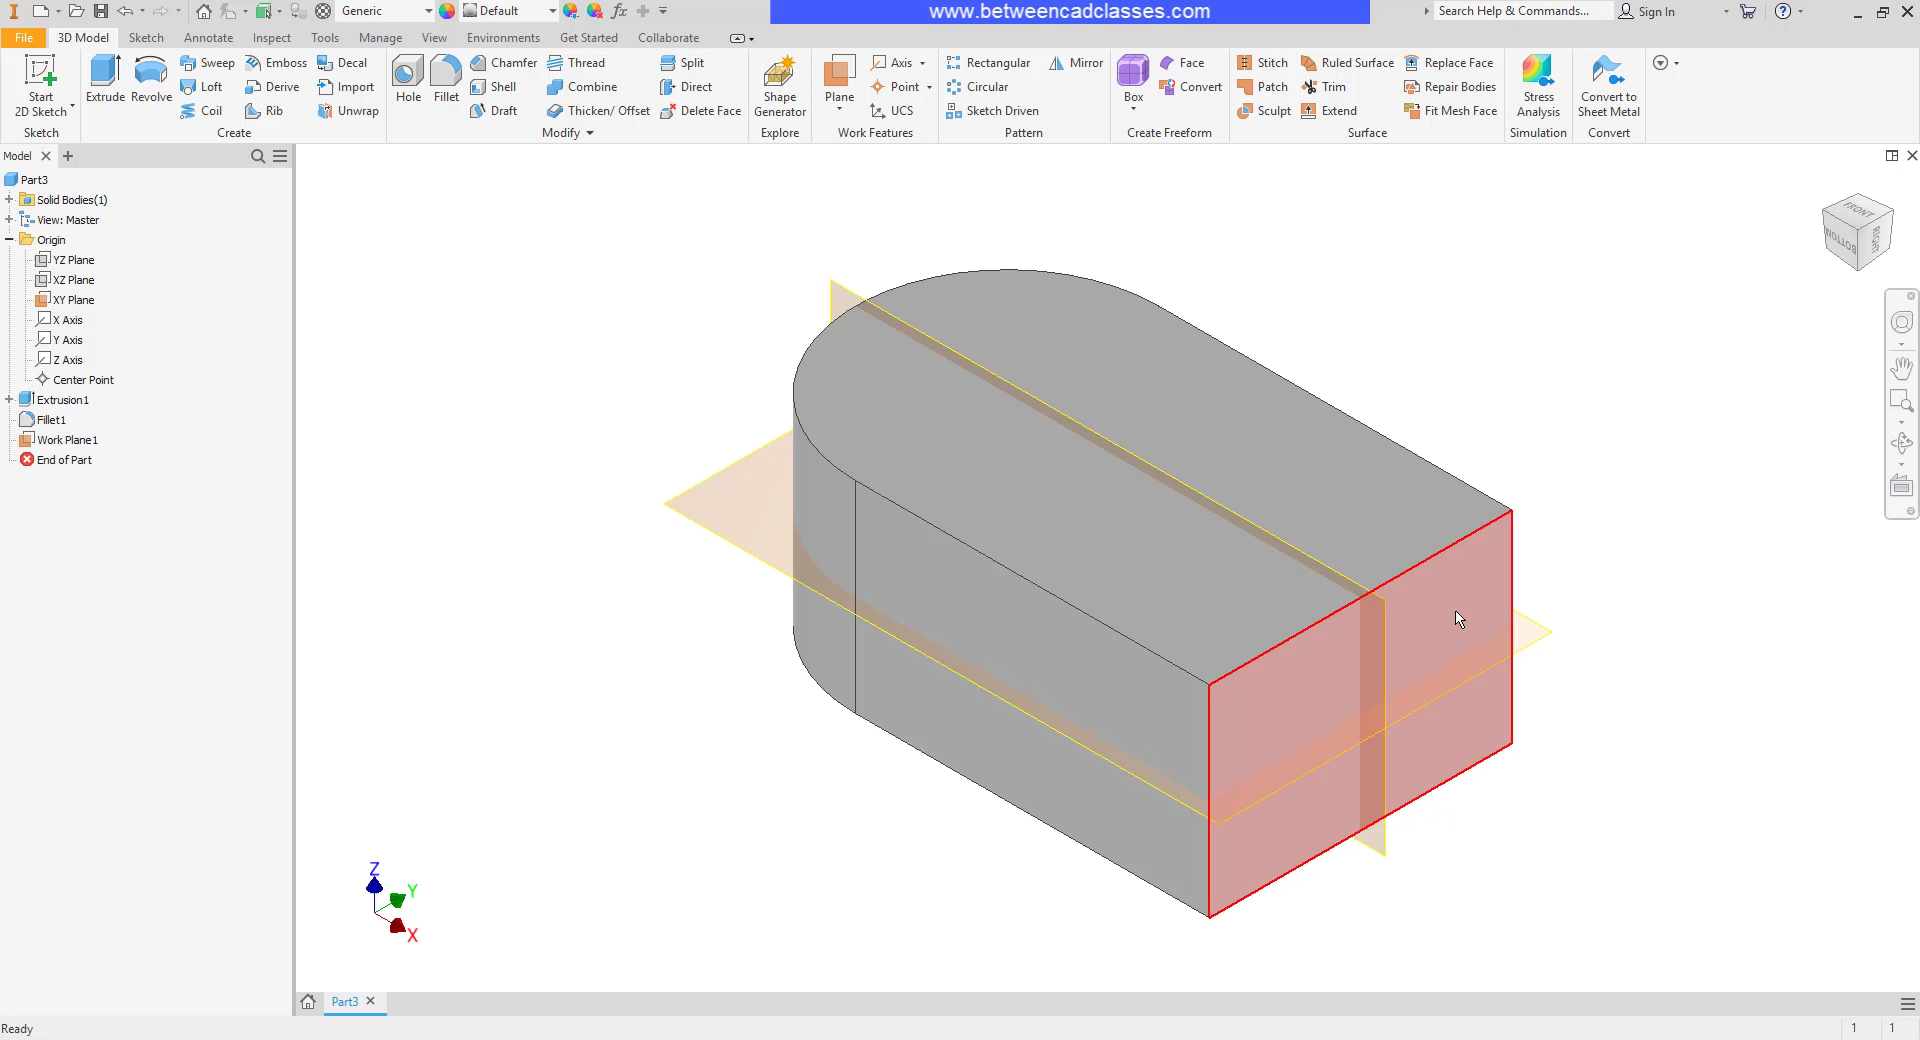 Generic
Default
www.betweencadclasses.com
Search Help & Commands...
Sign In
File
3D Model
Sketch
Annotate
Inspect
Tools
Manage
View
Environments
Get Started
Collaborate
Start
2D Sketch
Extrude
Revolve
Sweep
Loft
Coil
Emboss
Derive
Rib
Decal
Import
Unwrap
Hole
Fillet
Chamfer
Shell
Draft
Thread
Combine
Thicken/ Offset
Split
Direct
Delete Face
Shape
Generator
Plane
Axis
Point
UCS
Rectangular
Circular
Sketch Driven
Mirror
Box
Face
Convert
Stitch
Patch
Sculpt
Ruled Surface
Trim
Extend
Replace Face
Repair Bodies
Fit Mesh Face
Stress
Analysis
Convert to
Sheet Metal
Sketch
Create
Modify
Explore
Work Features
Pattern
Create Freeform
Surface
Simulation
Convert
Model
Part3
Solid Bodies(1)
View: Master
Origin
YZ Plane
XZ Plane
XY Plane
X Axis
Y Axis
Z Axis
Center Point
Extrusion1
Fillet1
Work Plane1
End of Part
FRONT
BOTTOM
RIGHT
Z
Y
X
Part3
Ready
1
1